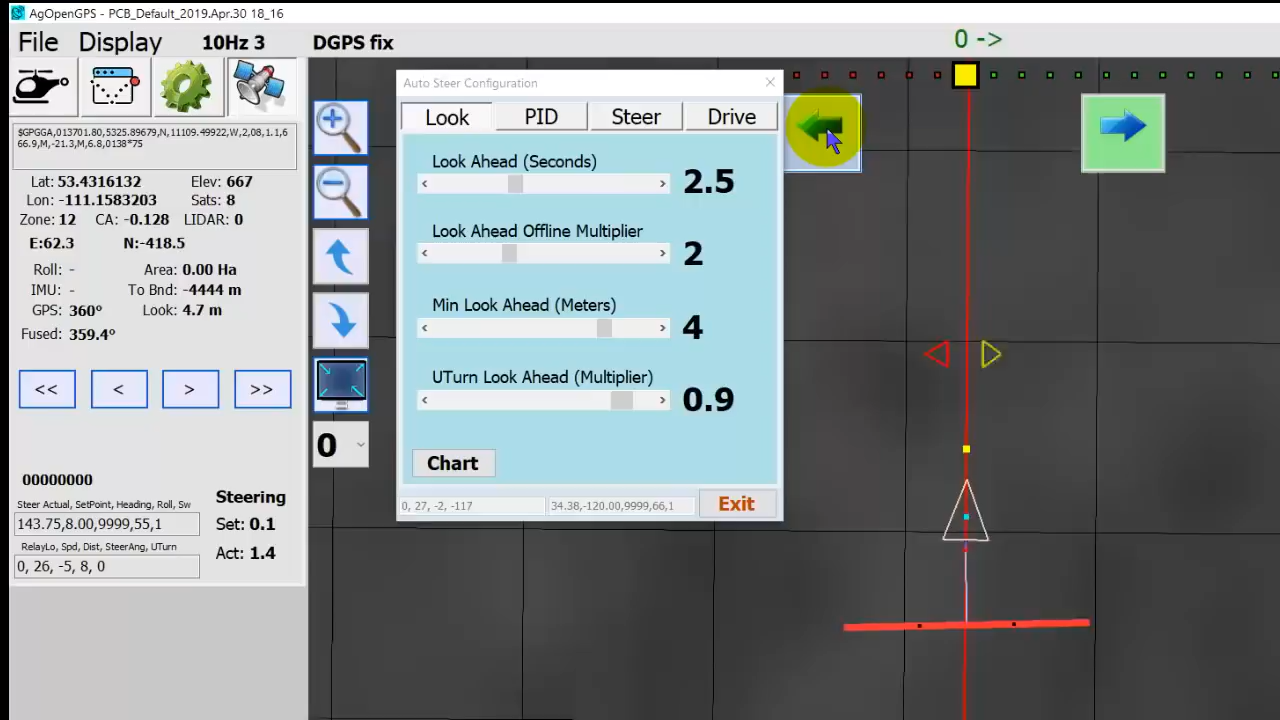 AgOpenGPS - PCB_Default_2019.Apr.30 18_16
File Display 10Hz 3 DGPS fix 0 ->
$GPGGA,013701.80,5325.89679,N,11109.49922,W,2,08,1.1,6
66.9,M,-21.3,M,6.8,0138*75
Lat: 53.4316132 Elev: 667
Lon: -111.1583203 Sats: 8
Zone: 12 CA: -0.128 LIDAR: 0
E:62.3 N:-418.5
Roll: - Area: 0.00 Ha
IMU: - To Bnd: -4444 m
GPS: 360° Look: 4.7 m
Fused: 359.4°
<< < > >>
0
00000000
Steer Actual, SetPoint, Heading, Roll, Sw
143.75,8.00,9999,55,1
RelayLo, Spd, Dist, SteerAng, UTurn
0, 26, -5, 8, 0
Steering
Set: 0.1
Act: 1.4
Auto Steer Configuration
Look PID Steer Drive
Look Ahead (Seconds)
2.5
Look Ahead Offline Multiplier
2
Min Look Ahead (Meters)
4
UTurn Look Ahead (Multiplier)
0.9
Chart
0, 27, -2, -117 34.38,-120.00,9999,66,1 Exit